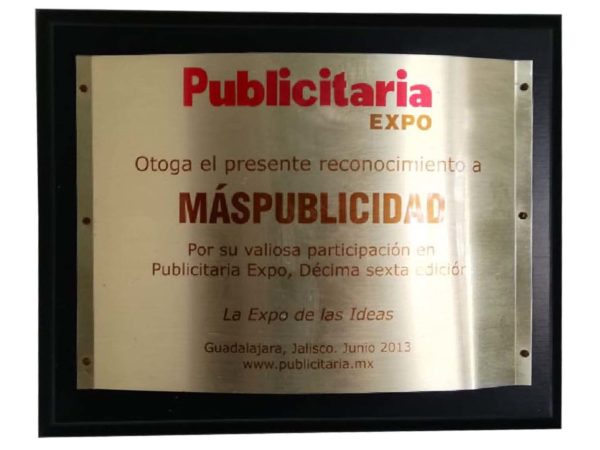 Publicitaria
EXPO
Otoga el presente reconocimiento a
MÁSPUBLICIDAD
Por su valiosa participación en
Publicitaria Expo, Décima sexta edición
La Expo de las Ideas
Guadalajara, Jalisco. Junio 2013
www.publicitaria.mx